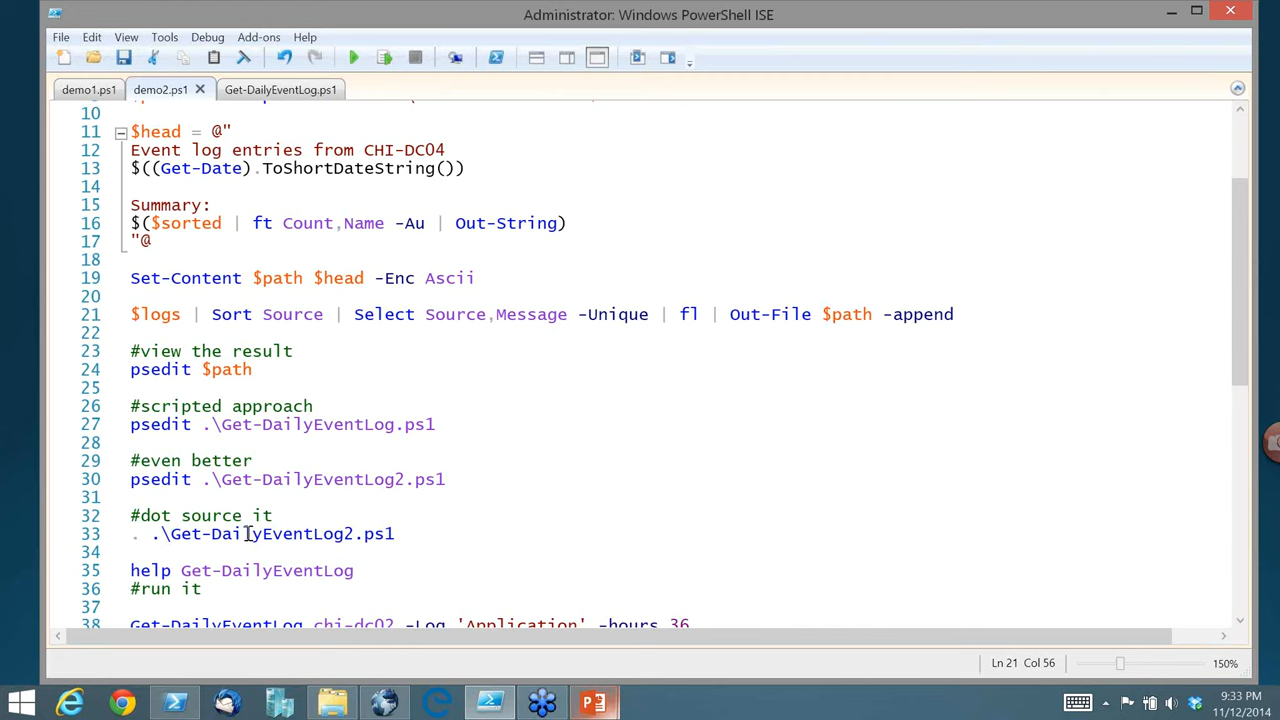 Administrator: Windows PowerShell ISE
File Edit View Tools Debug Add-ons Help
demo1.ps1 demo2.ps1 Get-DailyEventLog.ps1
10
11 $head = @"
12 Event log entries from CHI-DC04
13 $((Get-Date).ToShortDateString())
14
15 Summary:
16 $($sorted | ft Count,Name -Au | Out-String)
17 "@
18
19 Set-Content $path $head -Enc Ascii
20
21 $logs | Sort Source | Select Source,Message -Unique | fl | Out-File $path -append
22
23 #view the result
24 psedit $path
25
26 #scripted approach
27 psedit .\Get-DailyEventLog.ps1
28
29 #even better
30 psedit .\Get-DailyEventLog2.ps1
31
32 #dot source it
33 . .\Get-DailyEventLog2.ps1
34
35 help Get-DailyEventLog
36 #run it
37
38 Get-DailyEventLog chi-dc02 -Log 'Application' -hours 36
Ln 21 Col 56 150%
9:33 PM
11/12/2014